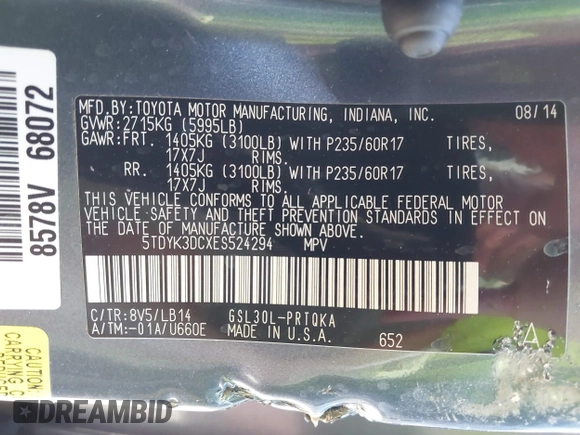 MFD.BY:TOYOTA MOTOR MANUFACTURING, INDIANA, INC. 08/14
GVWR:2715KG (5995LB)
GAWR:FRT. 1405KG (3100LB) WITH P235/60R17 TIRES,
17X7J RIMS.
RR. 1405KG (3100LB) WITH P235/60R17 TIRES,
17X7J RIMS.
THIS VEHICLE CONFORMS TO ALL APPLICABLE FEDERAL MOTOR
VEHICLE SAFETY AND THEFT PREVENTION STANDARDS IN EFFECT ON
THE DATE OF MANUFACTURE SHOWN ABOVE.
5TDYK3DCXES524294 MPV
C/TR:8V5/LB14 GSL30L-PRTQKA
A/TM:-01A/U660E MADE IN U.S.A. 652
A
8578V 68072
CAUTION
CARRYING C
DREAMBID